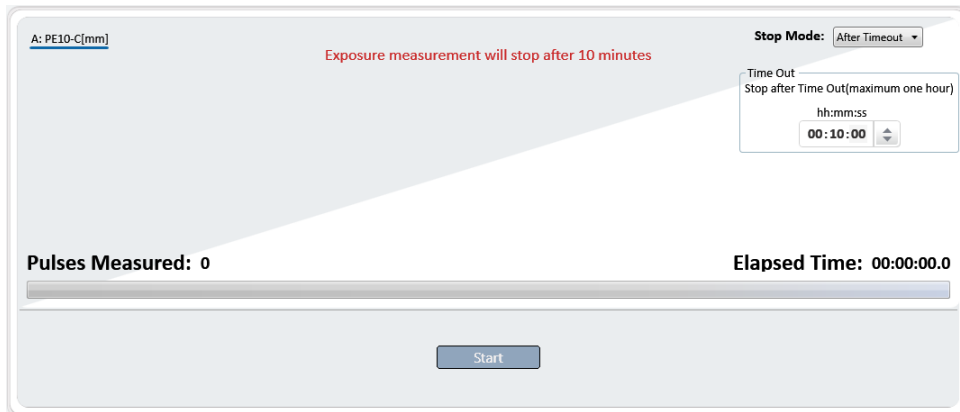 A: PE10-C[mm]
Exposure measurement will stop after 10 minutes
Stop Mode: After Timeout
Time Out
Stop after Time Out(maximum one hour)
hh:mm:ss
00:10:00
Pulses Measured: 0
Elapsed Time: 00:00:00.0
Start